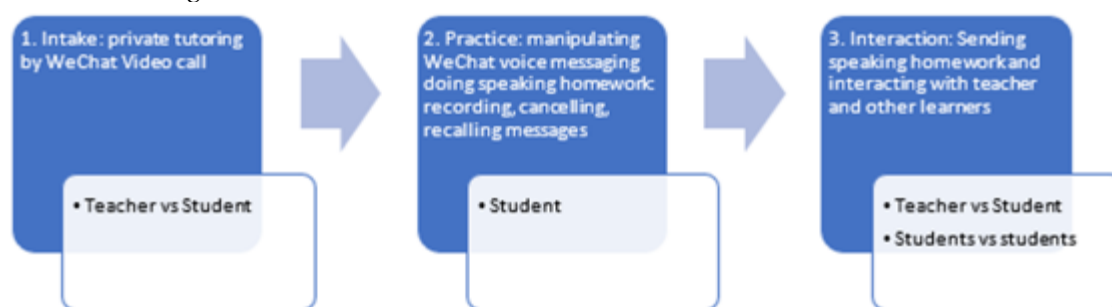 1. Intake: private tutoring
by WeChat Video call
• Teacher vs Student
2. Practice: manipulating
WeChat voice messaging
doing speaking homework:
recording, cancelling,
recalling messages
• Student
3. Interaction: Sending
speaking homework and
interacting with teacher
and other learners
• Teacher vs Student
• Students vs students